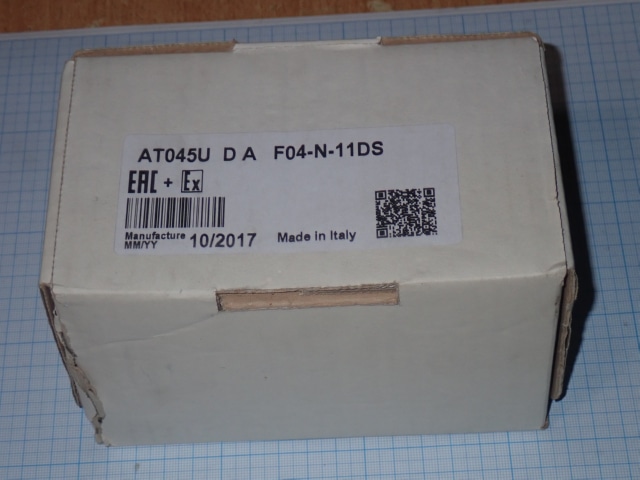 AT045U D A F04-N-11DS
EAC + Ex
Manufacture
MM/YY 10/2017 Made in Italy